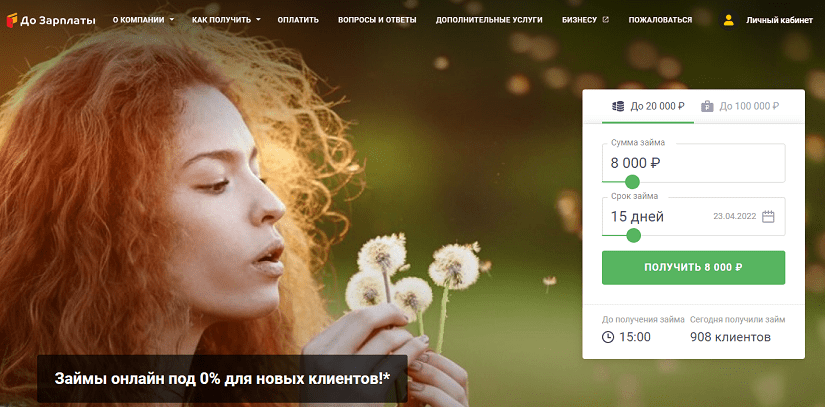 До Зарплаты
О КОМПАНИИ
КАК ПОЛУЧИТЬ
ОПЛАТИТЬ
ВОПРОСЫ И ОТВЕТЫ
ДОПОЛНИТЕЛЬНЫЕ УСЛУГИ
БИЗНЕСУ
ПОЖАЛОВАТЬСЯ
Личный кабинет
До 20 000 ₽
До 100 000 ₽
Сумма займа
8 000 ₽
Срок займа
15 дней
23.04.2022
ПОЛУЧИТЬ 8 000 ₽
До получения займа
Сегодня получили займ
15:00
908 клиентов
Займы онлайн под 0% для новых клиентов!*